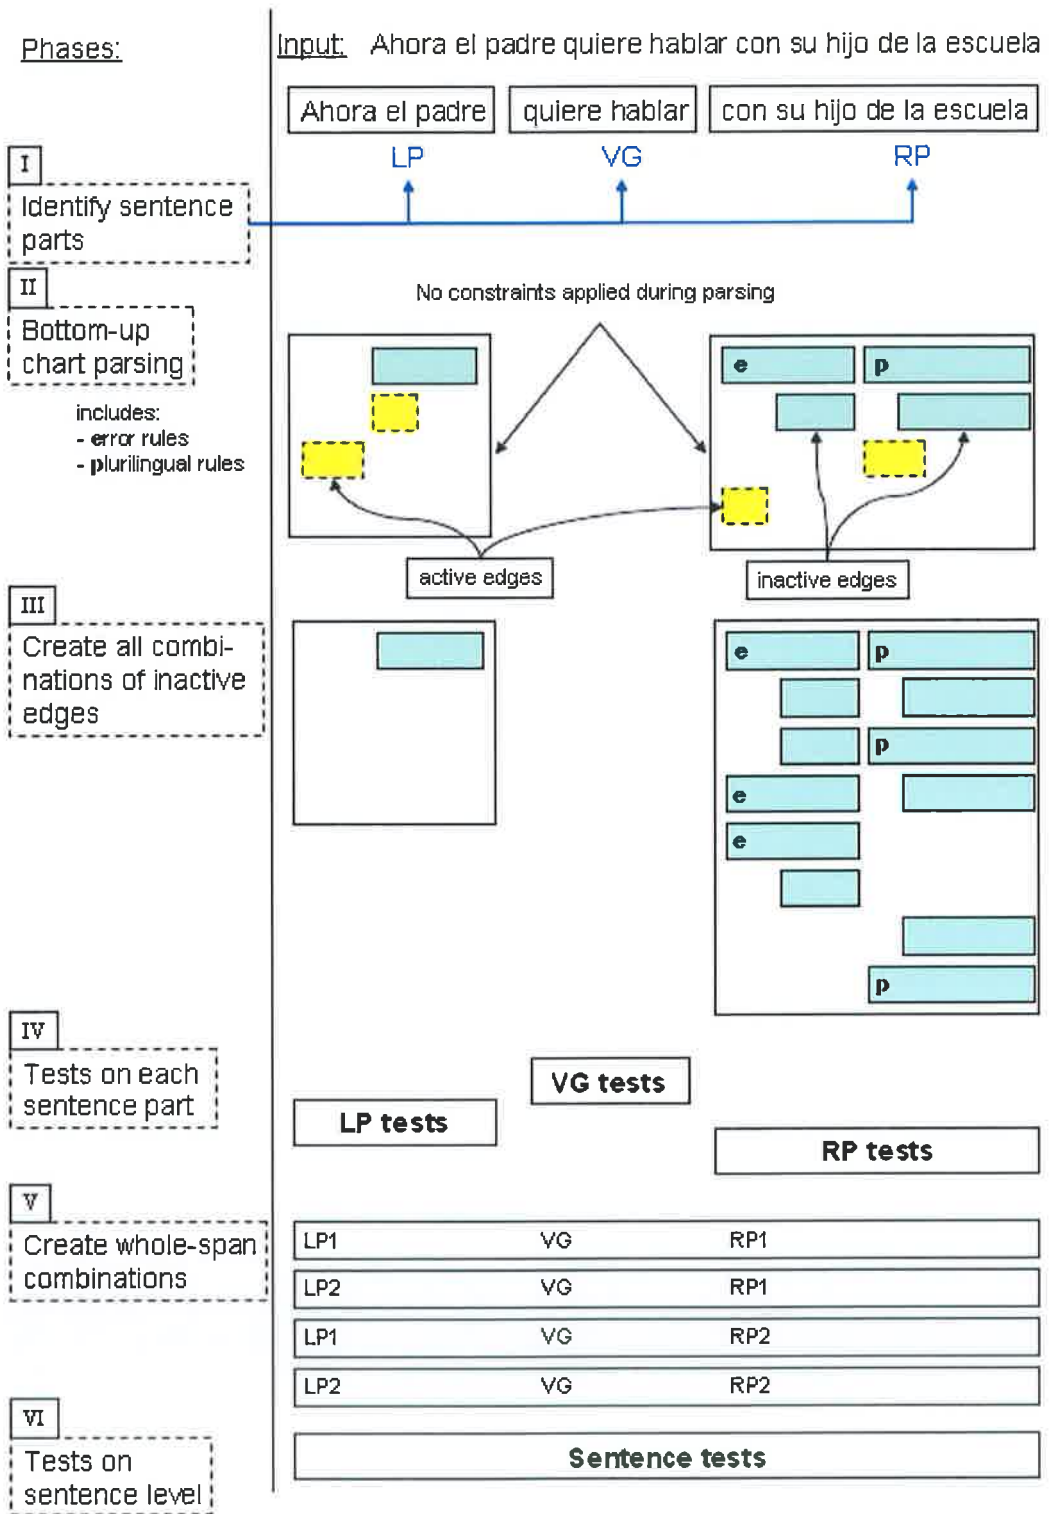 Phases:
Input: Ahora el padre quiere hablar con su hijo de la escuela
Ahora el padre
quiere hablar
con su hijo de la escuela
LP
VG
RP
I
Identify sentence
parts
II
Bottom-up
chart parsing
includes:
- error rules
- plurilingual rules
No constraints applied during parsing
e
p
active edges
inactive edges
III
Create all combi-
nations of inactive
edges
e
p
p
e
e
p
IV
Tests on each
sentence part
VG tests
LP tests
RP tests
V
Create whole-span
combinations
LP1 VG RP1
LP2 VG RP1
LP1 VG RP2
LP2 VG RP2
VI
Tests on
sentence level
Sentence tests